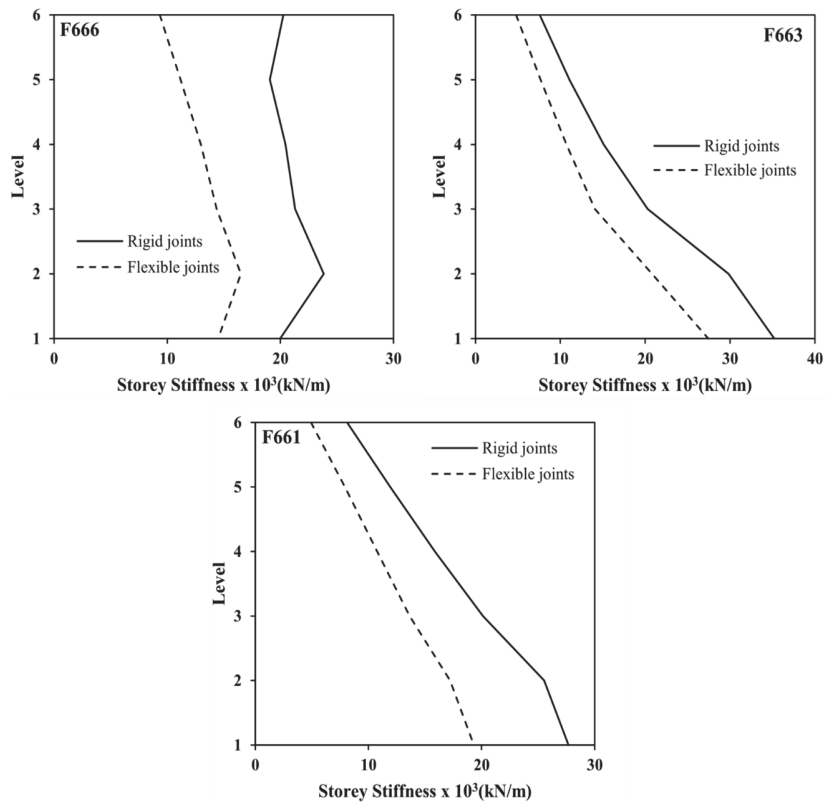 F666
6
5
4
3
2
1
Level
Rigid joints
Flexible joints
0 10 20 30
Storey Stiffness x 10³(kN/m)
F663
6
5
4
3
2
1
Level
Rigid joints
Flexible joints
0 10 20 30 40
Storey Stiffness x 10³(kN/m)
F661
6
5
4
3
2
1
Level
Rigid joints
Flexible joints
0 10 20 30
Storey Stiffness x 10³(kN/m)